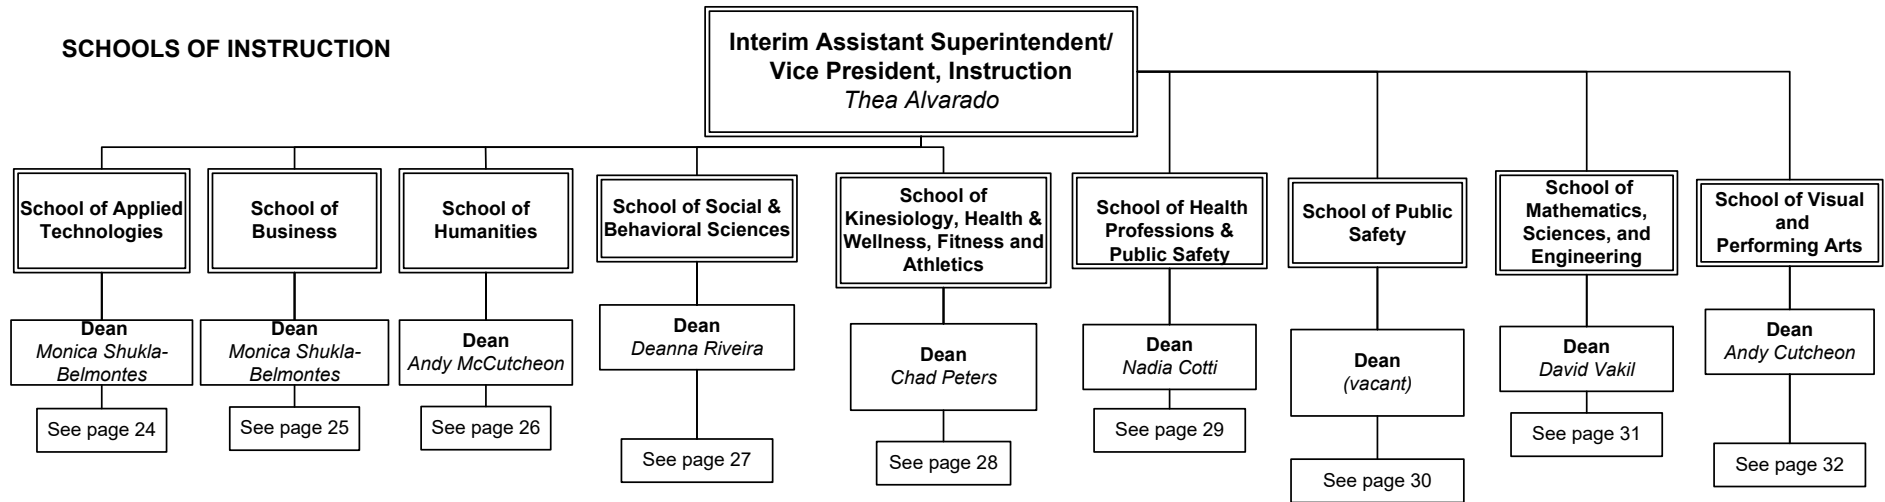 SCHOOLS OF INSTRUCTION
Interim Assistant Superintendent/
Vice President, Instruction
Thea Alvarado
School of Applied
Technologies
School of
Business
School of
Humanities
School of Social &
Behavioral Sciences
School of
Kinesiology, Health &
Wellness, Fitness and
Athletics
School of Health
Professions &
Public Safety
School of Public
Safety
School of
Mathematics,
Sciences, and
Engineering
School of Visual
and
Performing Arts
Dean
Monica Shukla-
Belmontes
Dean
Monica Shukla-
Belmontes
Dean
Andy McCutcheon
Dean
Deanna Riveira
Dean
Chad Peters
Dean
Nadia Cotti
Dean
(vacant)
Dean
David Vakil
Dean
Andy Cutcheon
See page 24
See page 25
See page 26
See page 27
See page 28
See page 29
See page 30
See page 31
See page 32